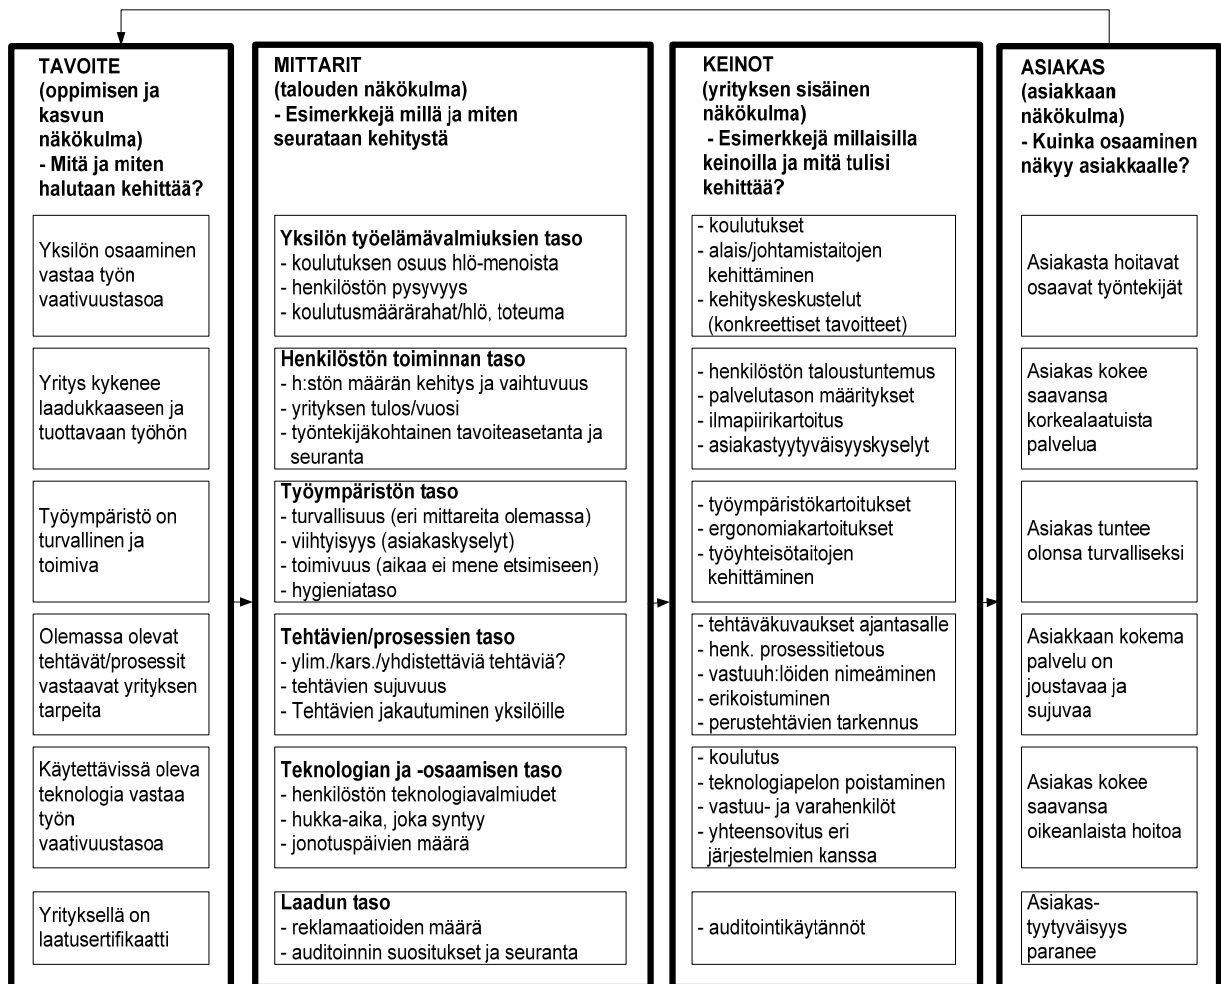 TAVOITE
(oppimisen ja
kasvun
näkökulma)
- Mitä ja miten
halutaan kehittää?
Yksilön osaaminen
vastaa työn
vaativuustasoa
Yritys kykenee
laadukkaaseen ja
tuottavaan työhön
Työympäristö on
turvallinen ja
toimiva
Olemassa olevat
tehtävät/prosessit
vastaavat yrityksen
tarpeita
Käytettävissä oleva
teknologia vastaa
työn
vaativuustasoa
Yrityksellä on
laatusertifikaatti
MITTARIT
(talouden näkökulma)
- Esimerkkejä millä ja miten
seurataan kehitystä
Yksilön työelämävalmiuksien taso
- koulutuksen osuus hlö-menoista
- henkilöstön pysyvyys
- koulutusmäärärahat/hlö, toteuma
Henkilöstön toiminnan taso
- h:stön määrän kehitys ja vaihtuvuus
- yrityksen tulos/vuosi
- työntekijäkohtainen tavoiteasetanta ja
seuranta
Työympäristön taso
- turvallisuus (eri mittareita olemassa)
- viihtyisyys (asiakaskyselyt)
- toimivuus (aikaa ei mene etsimiseen)
- hygieniataso
Tehtävien/prosessien taso
- ylim./kars./yhdistettäviä tehtäviä?
- tehtävien sujuvuus
- Tehtävien jakautuminen yksilöille
Teknologian ja -osaamisen taso
- henkilöstön teknologiavalmiudet
- hukka-aika, joka syntyy
- jonotuspäivien määrä
Laadun taso
- reklamaatioiden määrä
- auditoinnin suositukset ja seuranta
KEINOT
(yrityksen sisäinen
näkökulma)
- Esimerkkejä millaisilla
keinoilla ja mitä tulisi
kehittää?
- koulutukset
- alais/johtamistaitojen
kehittäminen
- kehityskeskustelut
(konkreettiset tavoitteet)
- henkilöstön taloustuntemus
- palvelutason määritykset
- ilmapiirikartoitus
- asiakastyytyväisyyskyselyt
- työympäristökartoitukset
- ergonomiakartoitukset
- työyhteisötaitojen
kehittäminen
- tehtäväkuvaukset ajantasalle
- henk. prosessitietous
- vastuuh:löiden nimeäminen
- erikoistuminen
- perustehtävien tarkennus
- koulutus
- teknologiapelon poistaminen
- vastuu- ja varahenkilöt
- yhteensovitus eri
järjestelmien kanssa
- auditointikäytännöt
ASIAKAS
(asiakkaan
näkökulma)
- Kuinka osaaminen
näkyy asiakkaalle?
Asiakasta hoitavat
osaavat työntekijät
Asiakas kokee
saavansa
korkealaatuista
palvelua
Asiakas tuntee
olonsa turvalliseksi
Asiakkaan kokema
palvelu on
joustavaa ja
sujuvaa
Asiakas kokee
saavansa
oikeanlaista hoitoa
Asiakas-
tyytyväisyys
paranee